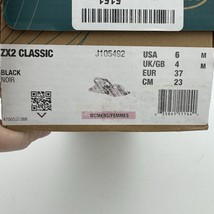 ZX2 CLASSIC
J105492
BLACK
NOIR
USA 6 M
UK/GB 4 M
EUR 37
CM 23
WOMENS/FEMMES